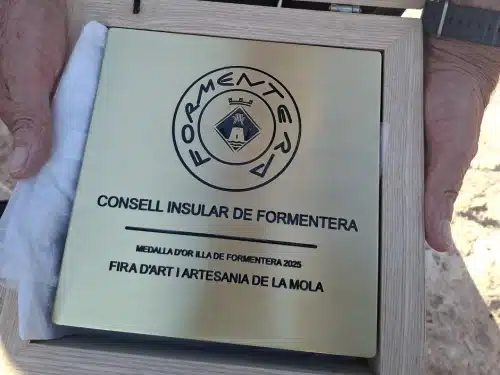 FORMENTERA
CONSELL INSULAR DE FORMENTERA
MEDALLA D'OR ILLA DE FORMENTERA 2025
FIRA D'ART I ARTESANIA DE LA MOLA